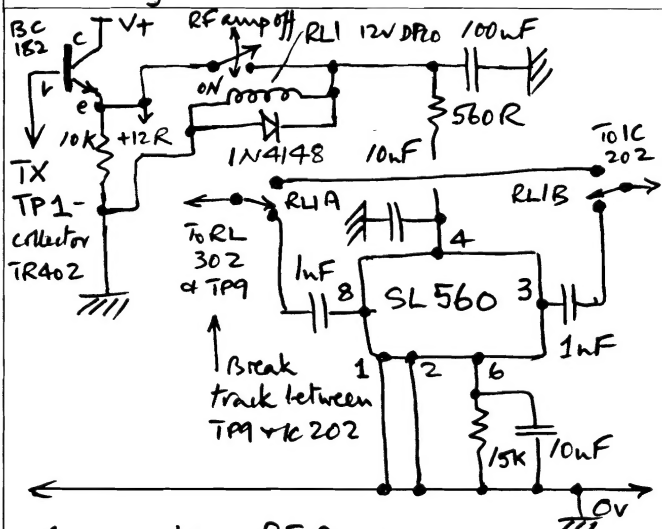 BC 182
c
V+
RF amp off
RL1
12V DPCO
100nF
b
e
ON
10K
+12R
1N4148
560R
10nF
TO IC 202
TX
TP1-
collector
TR402
RL1A
RL1B
To RL
302
& TP9
1nF
8
4
SL560
3
1nF
1
2
6
Break
track between
TP9 & IC 202
15K
10nF
0v